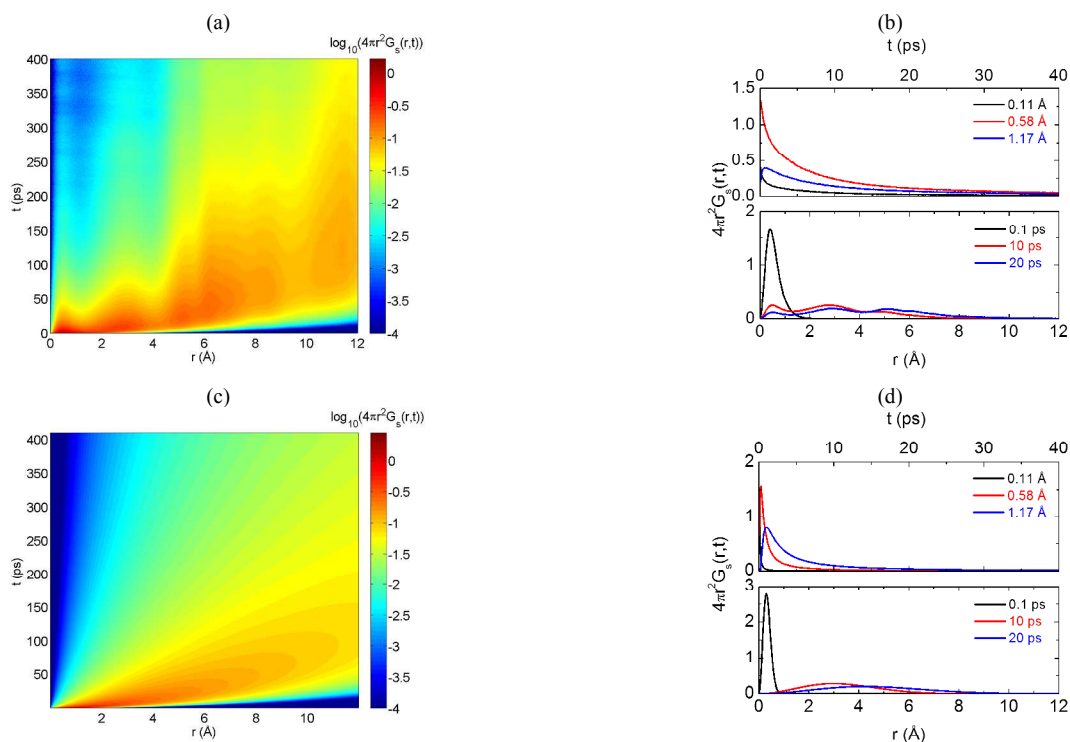 (a)
log10(4πr²Gs(r,t))
400
350
300
250
200
150
100
50
0
t (ps)
0 2 4 6 8 10 12
r (Å)
0
-0.5
-1
-1.5
-2
-2.5
-3
-3.5
-4
(b)
t (ps)
0 10 20 30 40
1.5
1.0
0.5
0.0
0.11 Å
0.58 Å
1.17 Å
4πr²Gs(r,t)
2
1
0
0.1 ps
10 ps
20 ps
0 2 4 6 8 10 12
r (Å)
(c)
log10(4πr²Gs(r,t))
400
350
300
250
200
150
100
50
t (ps)
2 4 6 8 10
r (Å)
0
-0.5
-1
-1.5
-2
-2.5
-3
-3.5
-4
(d)
t (ps)
0 10 20 30 40
2
1
0
0.11 Å
0.58 Å
1.17 Å
4πr²Gs(r,t)
3
2
1
0
0.1 ps
10 ps
20 ps
0 2 4 6 8 10 12
r (Å)